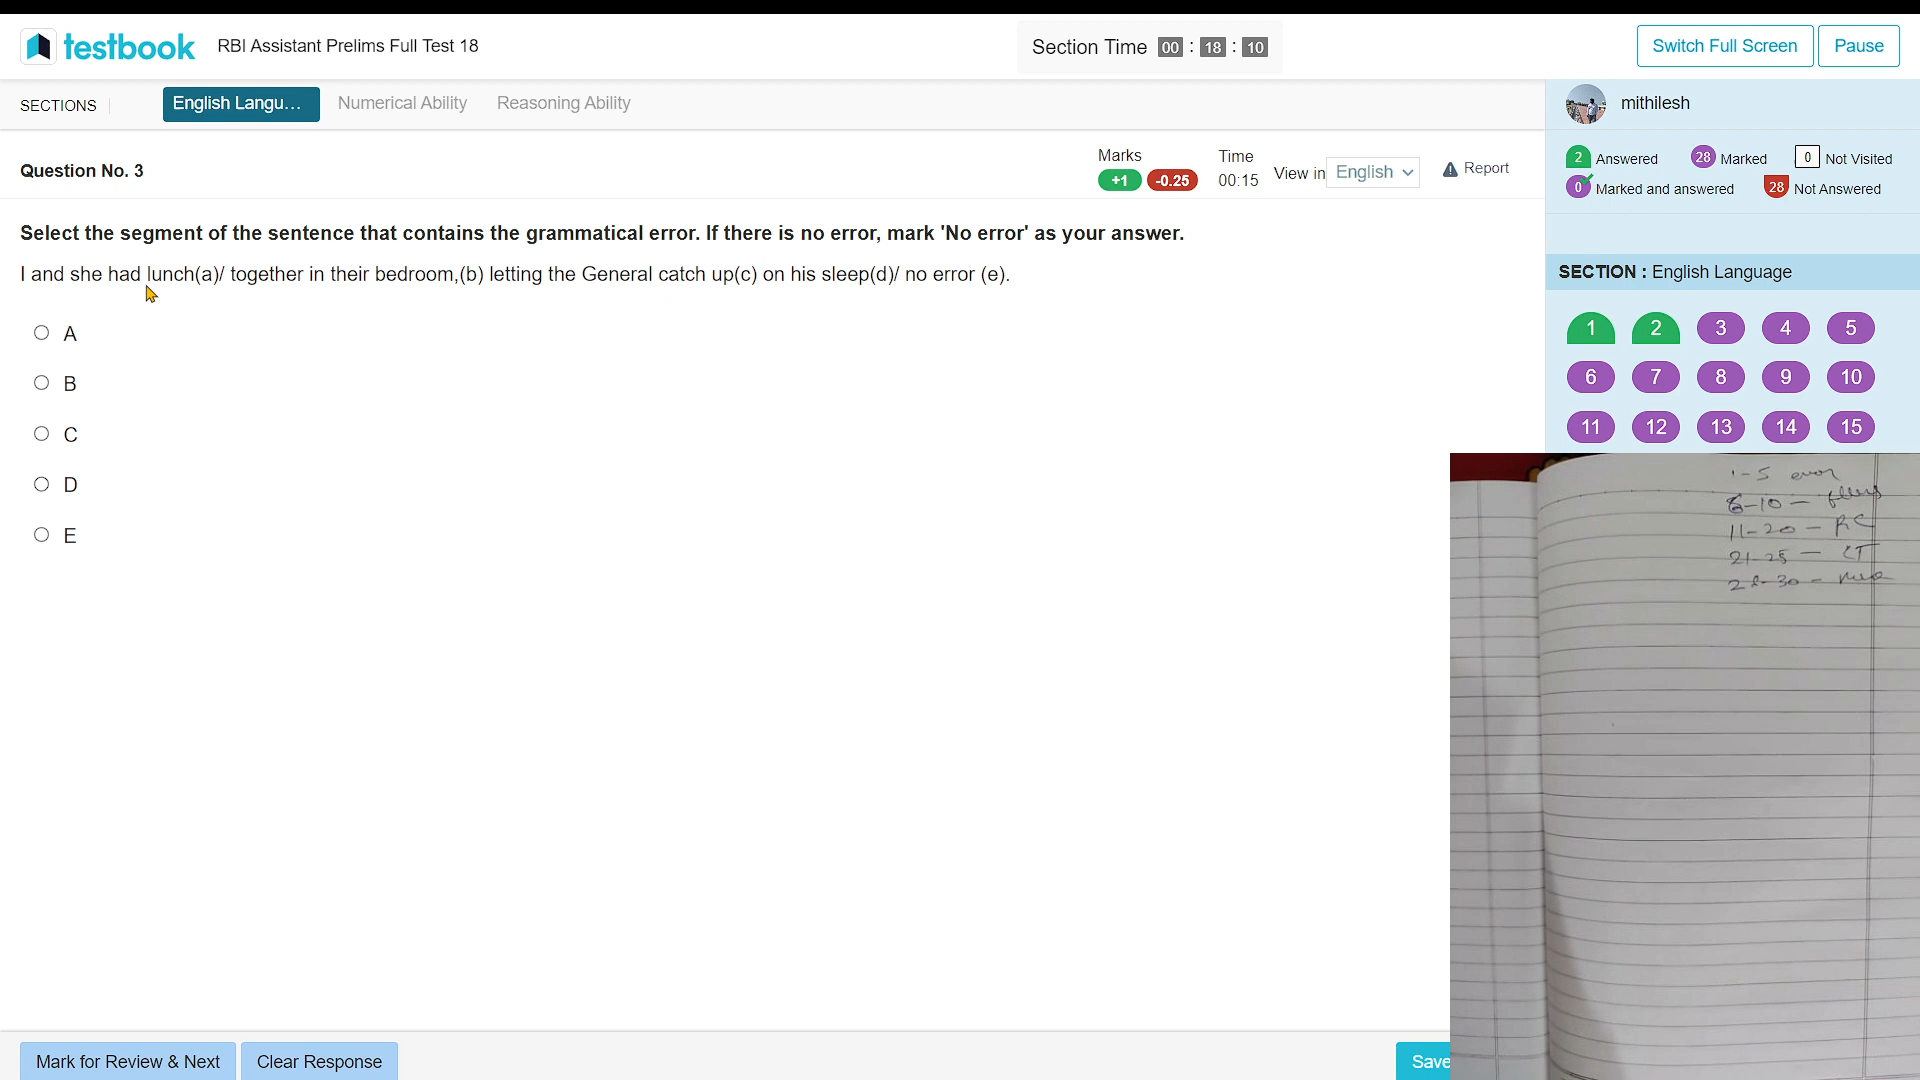 testbook RBI Assistant Prelims Full Test 18 Section Time 00 : 18 : 10 Switch Full Screen Pause
SECTIONS English Langu... Numerical Ability Reasoning Ability mithilesh
Question No. 3 Marks +1 -0.25 Time 00:15 View in English Report
2 Answered 28 Marked 0 Not Visited
0 Marked and answered 28 Not Answered
Select the segment of the sentence that contains the grammatical error. If there is no error, mark 'No error' as your answer.
I and she had lunch(a)/ together in their bedroom,(b) letting the General catch up(c) on his sleep(d)/ no error (e).
A
B
C
D
E
SECTION : English Language
1 2 3 4 5
6 7 8 9 10
11 12 13 14 15
1-5
6-10 -
11-20 - RC
21-25 - CT
-30 -
Mark for Review & Next Clear Response Save